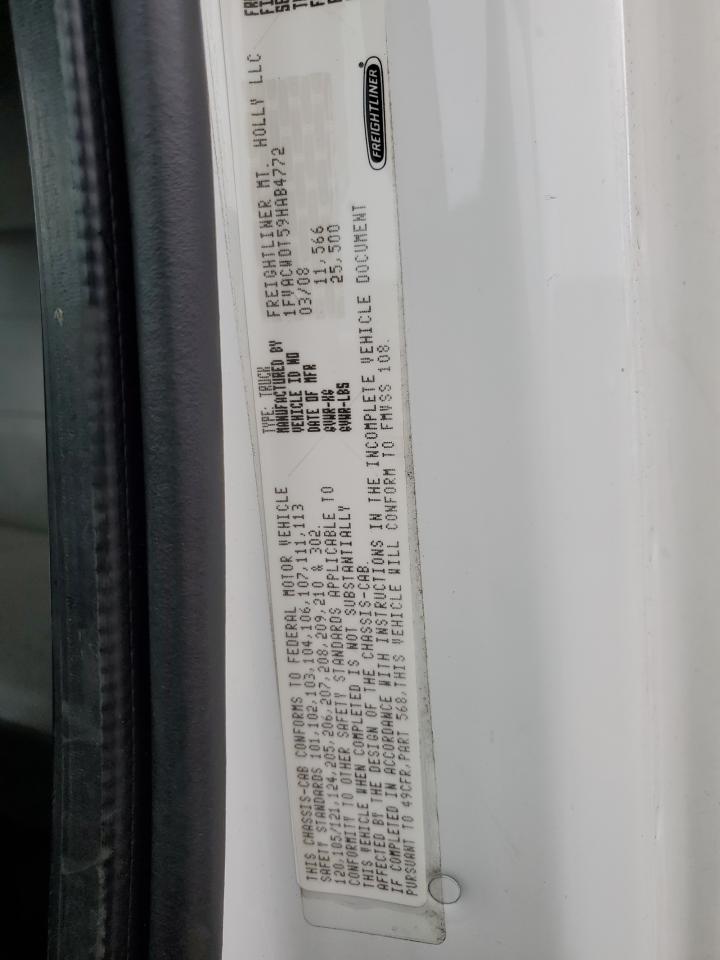 THIS CHASSIS-CAB CONFORMS TO FEDERAL MOTOR VEHICLE
SAFETY STANDARDS 101,102,103,104,106,107,111,113
120,105/121,124,205,206,207,208,209,210 & 302.
CONFORMITY TO OTHER SAFETY STANDARDS APPLICABLE TO
THIS VEHICLE WHEN COMPLETED IS NOT SUBSTANTIALLY
AFFECTED BY THE DESIGN OF THE CHASSIS-CAB.
IF COMPLETED IN ACCORDANCE WITH INSTRUCTIONS IN THE INCOMPLETE VEHICLE DOCUMENT
PURSUANT TO 49CFR,PART 568,THIS VEHICLE WILL CONFORM TO FMVSS 108.
TYPE: TRUCK
MANUFACTURED BY FREIGHTLINER MT. HOLLY LLC
VEHICLE ID NO 1FVACWDT59HAB4772
DATE OF MFR 03/08
GVWR-KG 11,566
GVWR-LBS 25,500
FREIGHTLINER